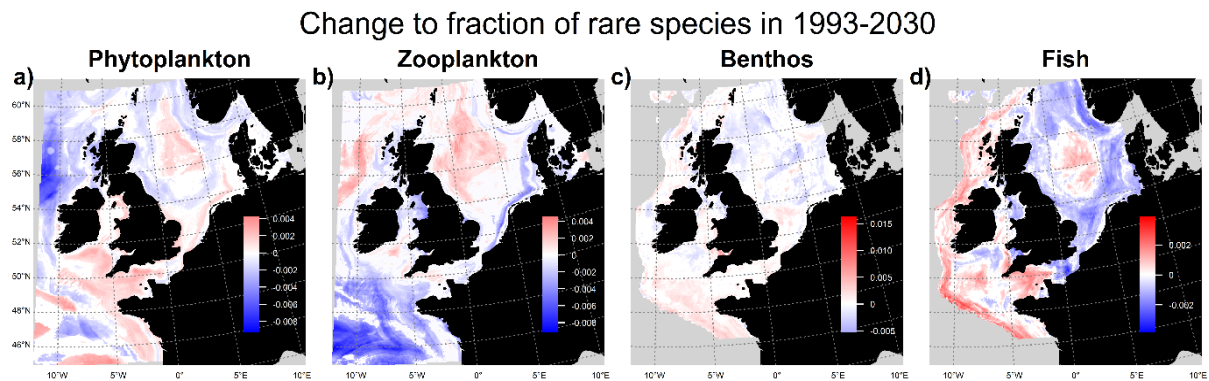 Change to fraction of rare species in 1993-2030
Phytoplankton Zooplankton Benthos Fish
a) b) c) d)
60°N
58°N
56°N
54°N
52°N
50°N
48°N
46°N
0.004
0.002
0
-0.002
-0.004
-0.006
-0.008
0.004
0.002
0
-0.002
-0.004
-0.006
-0.008
0.015
0.010
0.005
0
-0.005
0.002
0
-0.002
10°W 5°W 0° 5°E 10°E 10°W 5°W 0° 5°E 10°E 10°W 5°W 0° 5°E 10°E 10°W 5°W 0° 5°E 10°E